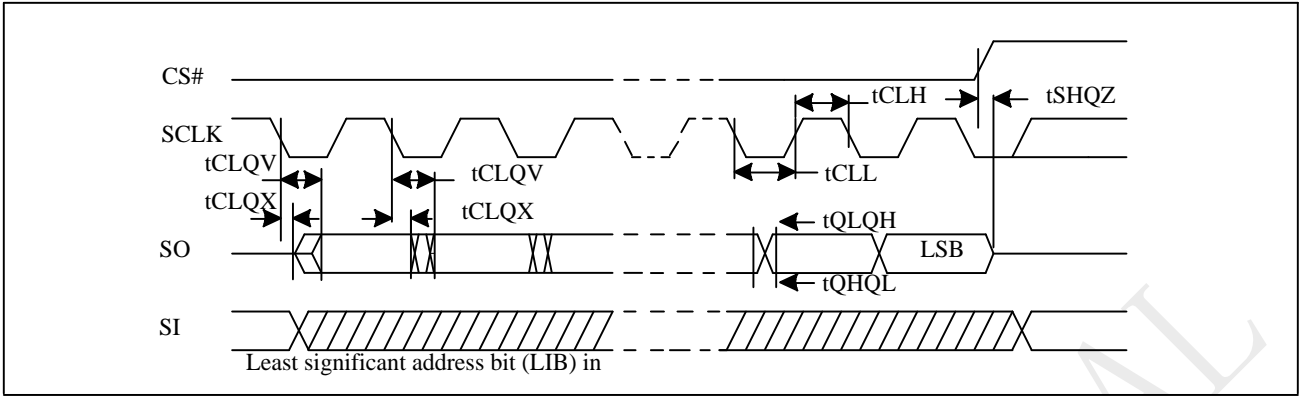 CS#
tCLH
tSHQZ
SCLK
tCLQV
tCLQV
tCLL
tCLQX
tCLQX
tQLQH
SO
LSB
tQHQL
SI
Least significant address bit (LIB) in
AL